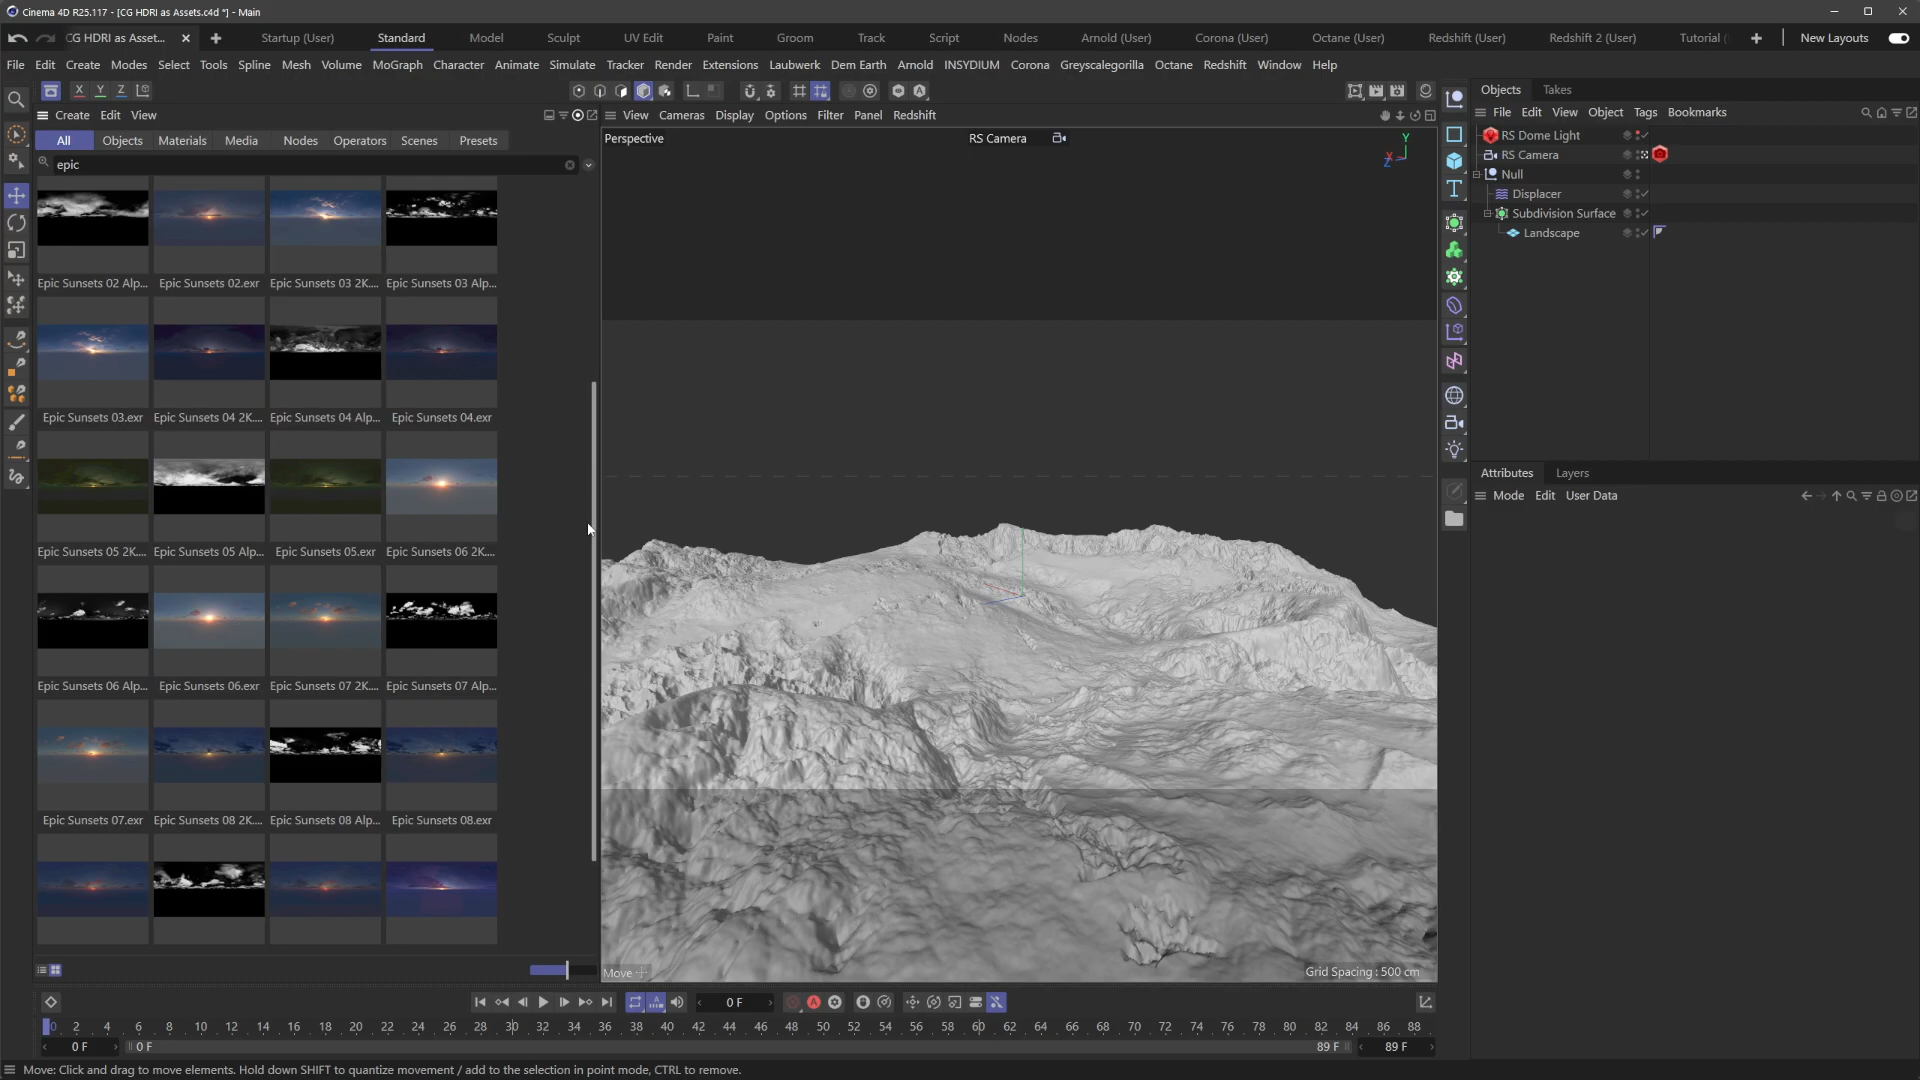 Cinema 4D R25.117 - [CG HDRI as Assets.c4d *] - Main
CG HDRI as Asset...
Startup (User)
Standard
Model
Sculpt
UV Edit
Paint
Groom
Track
Script
Nodes
Arnold (User)
Corona (User)
Octane (User)
Redshift (User)
Redshift 2 (User)
Tutorial (
New Layouts
File Edit Create Modes Select Tools Spline Mesh Volume MoGraph Character Animate Simulate Tracker Render Extensions Laubwerk Dem Earth Arnold INSYDIUM Corona Greyscalegorilla Octane Redshift Window Help
X Y Z
Create Edit View
All Objects Materials Media Nodes Operators Scenes Presets
epic
Epic Sunsets 02 Alp... Epic Sunsets 02.exr Epic Sunsets 03 2K.... Epic Sunsets 03 Alp...
Epic Sunsets 03.exr Epic Sunsets 04 2K.... Epic Sunsets 04 Alp... Epic Sunsets 04.exr
Epic Sunsets 05 2K.... Epic Sunsets 05 Alp... Epic Sunsets 05.exr Epic Sunsets 06 2K....
Epic Sunsets 06 Alp... Epic Sunsets 06.exr Epic Sunsets 07 2K.... Epic Sunsets 07 Alp...
Epic Sunsets 07.exr Epic Sunsets 08 2K.... Epic Sunsets 08 Alp... Epic Sunsets 08.exr
View Cameras Display Options Filter Panel Redshift
Perspective
RS Camera
Y
X
Z
Move
Grid Spacing : 500 cm
Objects Takes
File Edit View Object Tags Bookmarks
RS Dome Light
RS Camera
Null
Displacer
Subdivision Surface
Landscape
Attributes Layers
Mode Edit User Data
0 F
0 2 4 6 8 10 12 14 16 18 20 22 24 26 28 30 32 34 36 38 40 42 44 46 48 50 52 54 56 58 60 62 64 66 68 70 72 74 76 78 80 82 84 86 88
0 F
0 F
89 F
89 F
Move: Click and drag to move elements. Hold down SHIFT to quantize movement / add to the selection in point mode, CTRL to remove.